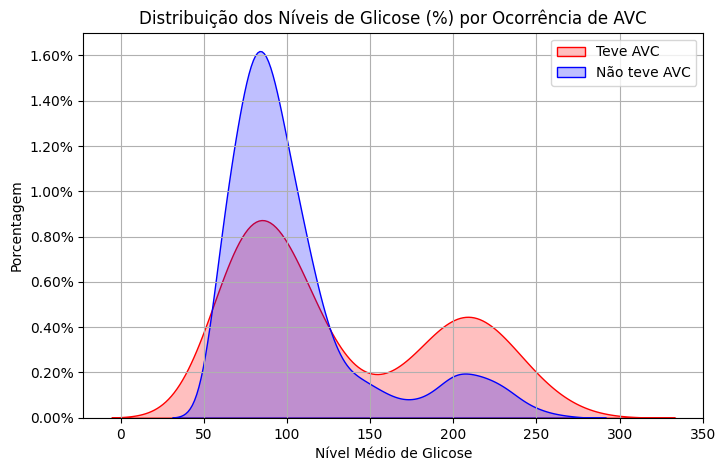 Distribuição dos Níveis de Glicose (%) por Ocorrência de AVC
Teve AVC
Não teve AVC
1.60%
1.40%
1.20%
1.00%
0.80%
0.60%
0.40%
0.20%
0.00%
Porcentagem
0 50 100 150 200 250 300 350
Nível Médio de Glicose